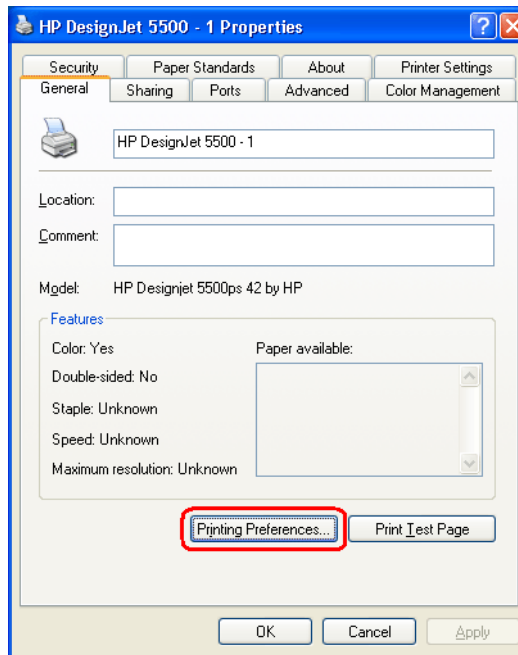 HP DesignJet 5500 - 1 Properties
Security Paper Standards About Printer Settings
General Sharing Ports Advanced Color Management
HP DesignJet 5500 - 1
Location:
Comment:
Model: HP Designjet 5500ps 42 by HP
Features
Color: Yes Paper available:
Double-sided: No
Staple: Unknown
Speed: Unknown
Maximum resolution: Unknown
Printing Preferences... Print Test Page
OK Cancel Apply